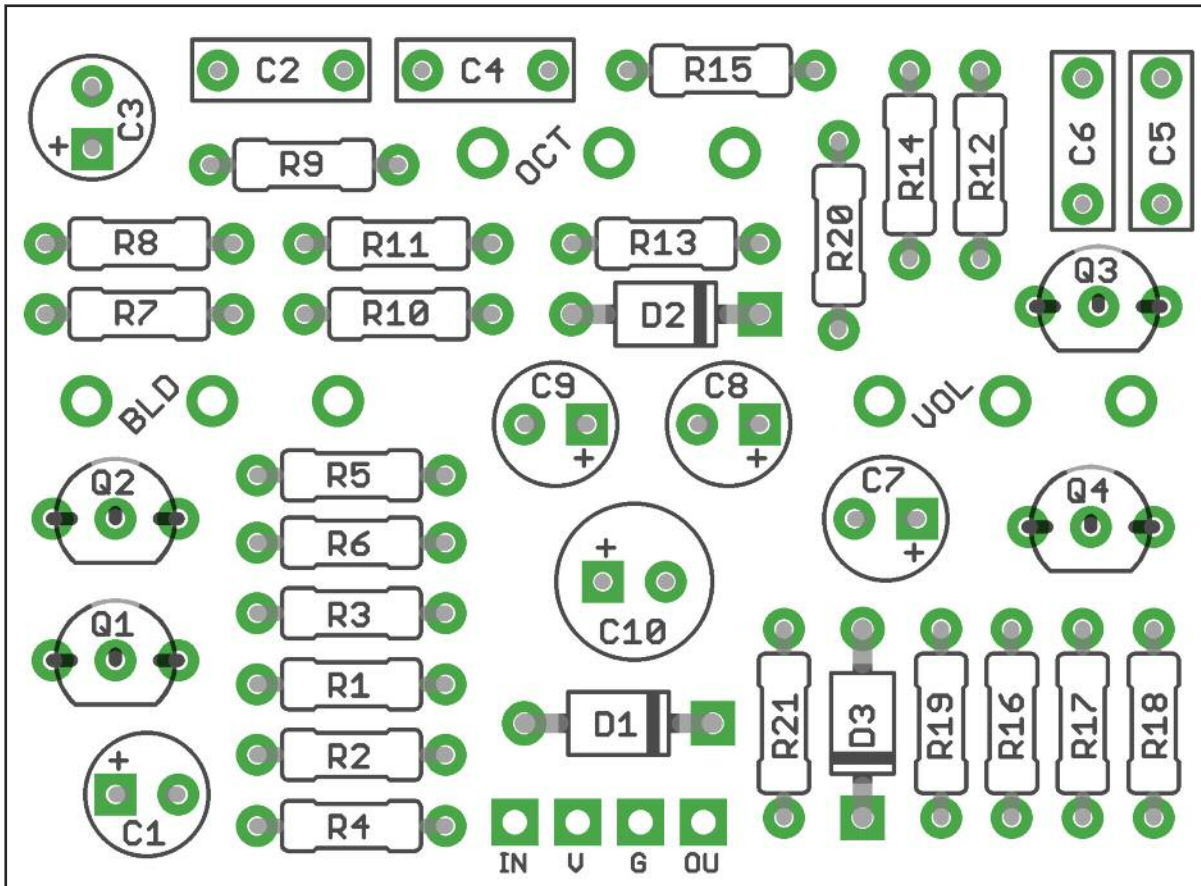 C2
C4
R15
C3
+
R9
OCT
R14
R12
C6
C5
R20
R8
R11
R13
Q3
R7
R10
D2
BLD
C9
+
C8
+
VOL
Q2
R5
C7
+
Q4
R6
+
C10
Q1
R3
R1
R21
D3
R19
R16
R17
R18
D1
R2
+
C1
R4
IN V G OU